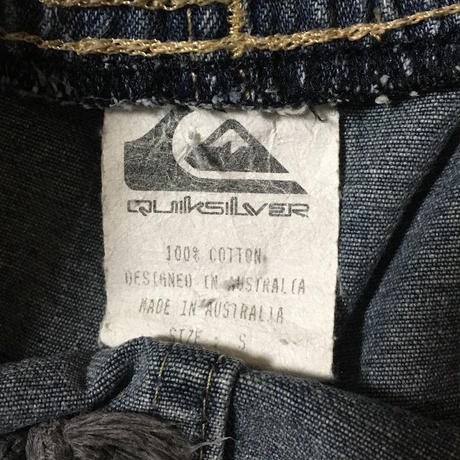 QUIKSILVER
100% COTTON
DESIGNED IN AUSTRALIA
MADE IN AUSTRALIA
SIZE . S